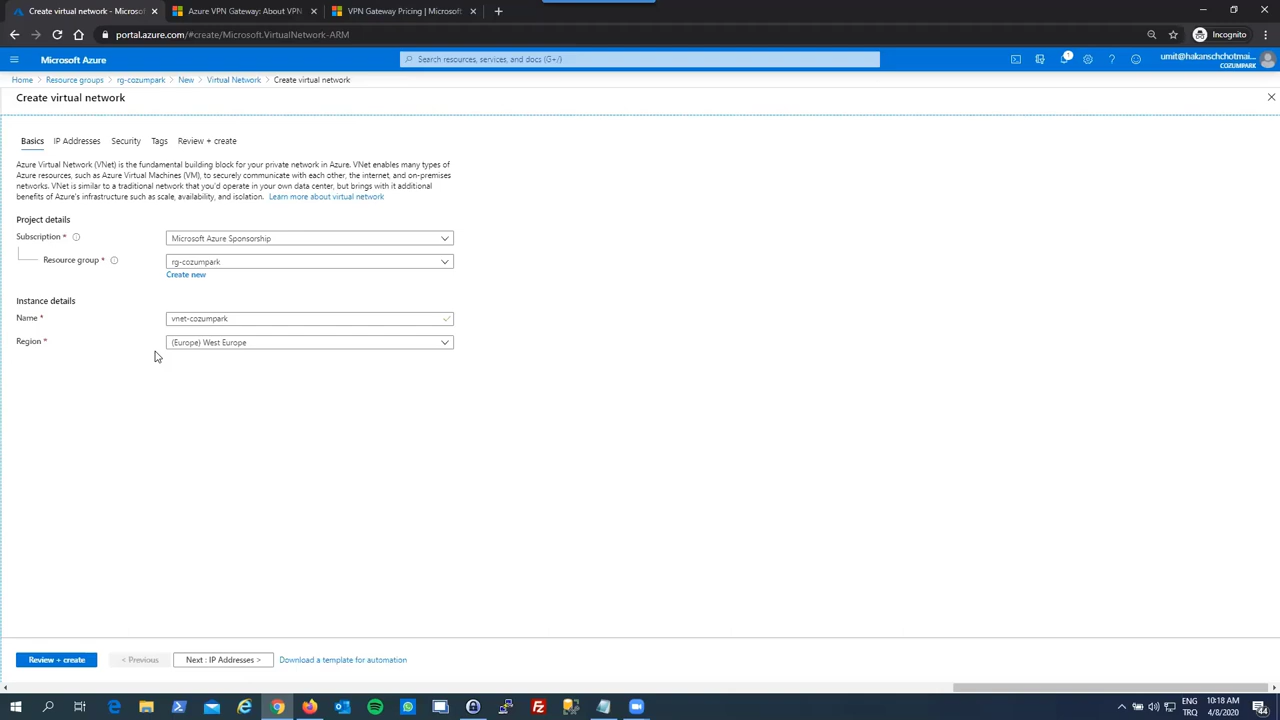 Create virtual network - Microsof
Azure VPN Gateway: About VPN
VPN Gateway Pricing | Microsoft
portal.azure.com/#create/Microsoft.VirtualNetwork-ARM
Incognito
Microsoft Azure
Search resources, services, and docs (G+/)
1
umit@hakanschotmai...
COZUMPARK
Home > Resource groups > rg-cozumpark > New > Virtual Network > Create virtual network
Create virtual network
Basics IP Addresses Security Tags Review + create
Azure Virtual Network (VNet) is the fundamental building block for your private network in Azure. VNet enables many types of
Azure resources, such as Azure Virtual Machines (VM), to securely communicate with each other, the internet, and on-premises
networks. VNet is similar to a traditional network that you'd operate in your own data center, but brings with it additional
benefits of Azure's infrastructure such as scale, availability, and isolation. Learn more about virtual network
Project details
Subscription * Microsoft Azure Sponsorship
Resource group * rg-cozumpark
Create new
Instance details
Name * vnet-cozumpark
Region * (Europe) West Europe
Review + create < Previous Next : IP Addresses > Download a template for automation
ENG 10:18 AM
TRQ 4/8/2020